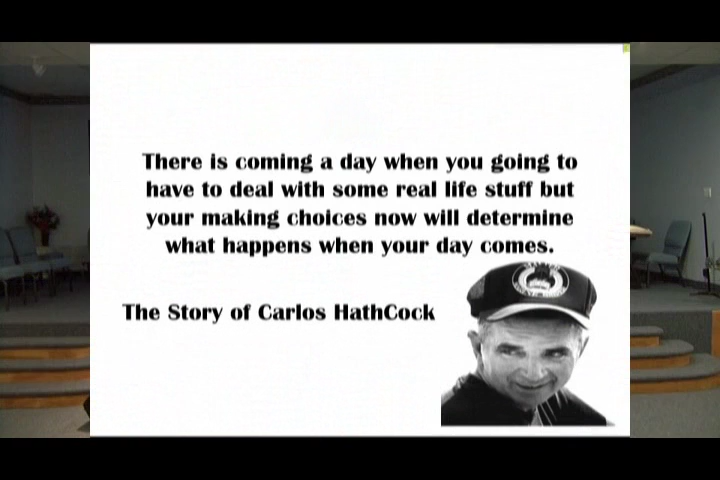 There is coming a day when you going to
have to deal with some real life stuff but
your making choices now will determine
what happens when your day comes.
The Story of Carlos HathCock